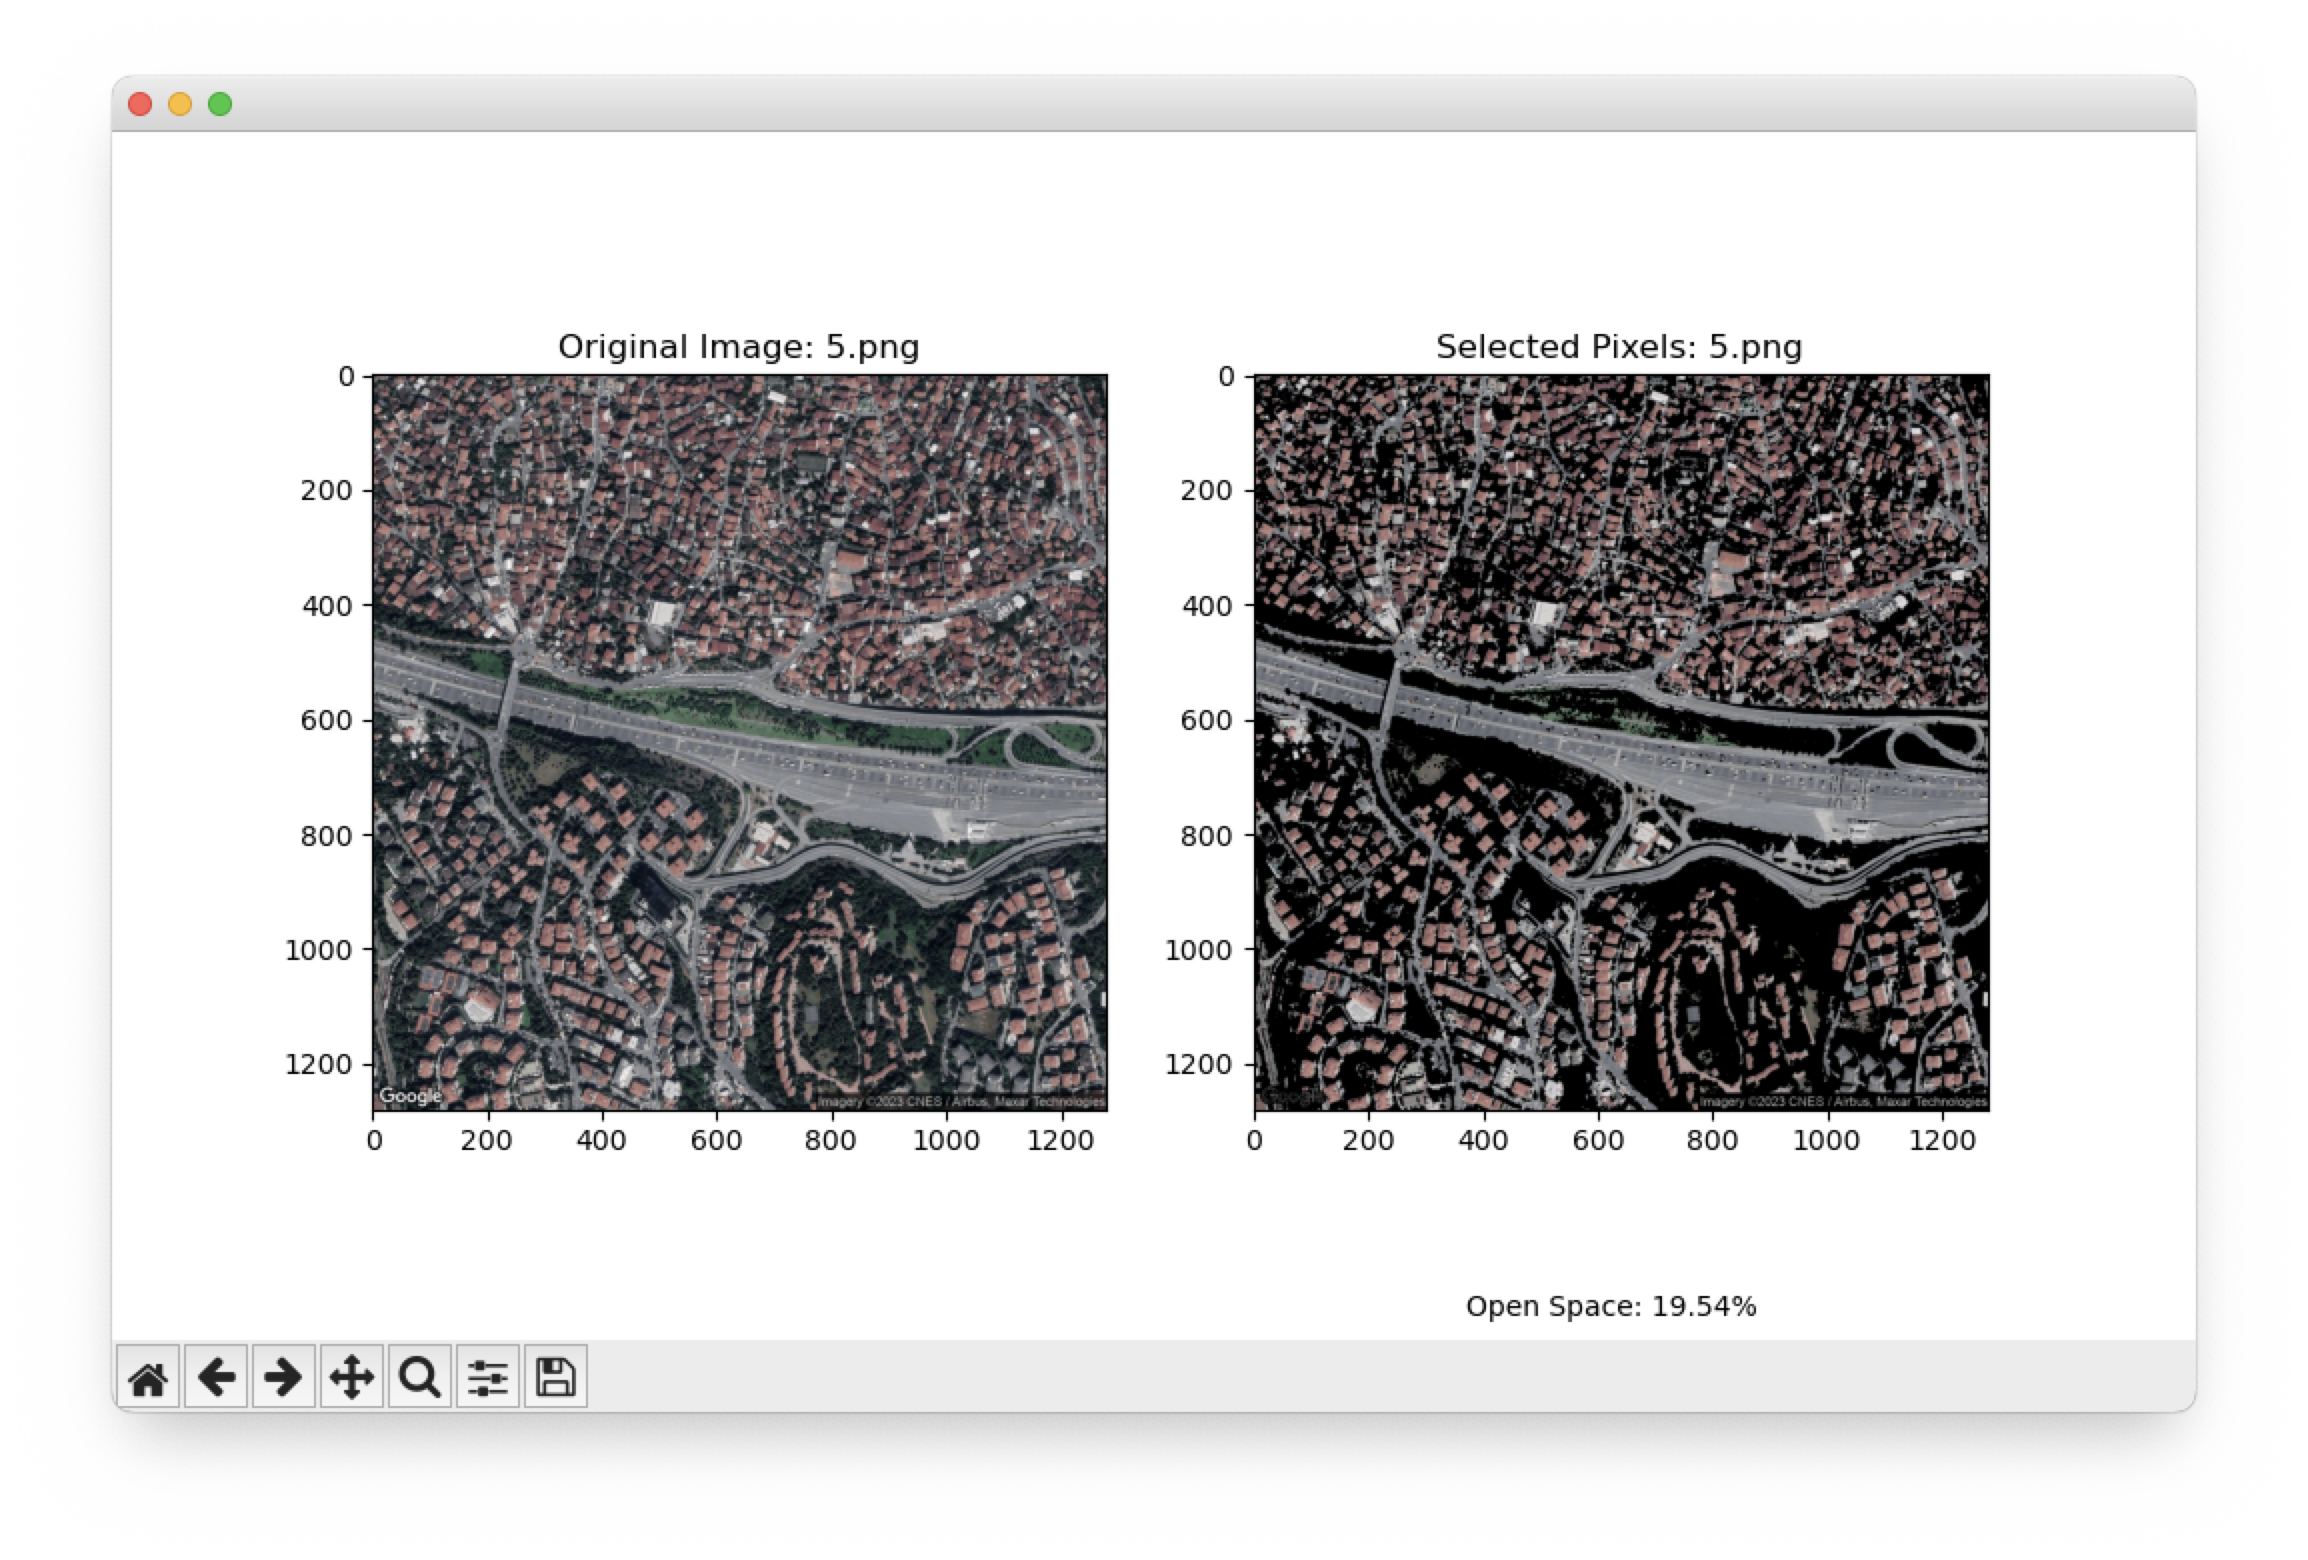 Original Image: 5.png
0
200
400
600
800
1000
1200
0 200 400 600 800 1000 1200
Google
Imagery ©2023 CNES / Airbus, Maxar Technologies
Selected Pixels: 5.png
0
200
400
600
800
1000
1200
0 200 400 600 800 1000 1200
Google
Imagery ©2023 CNES / Airbus, Maxar Technologies
Open Space: 19.54%